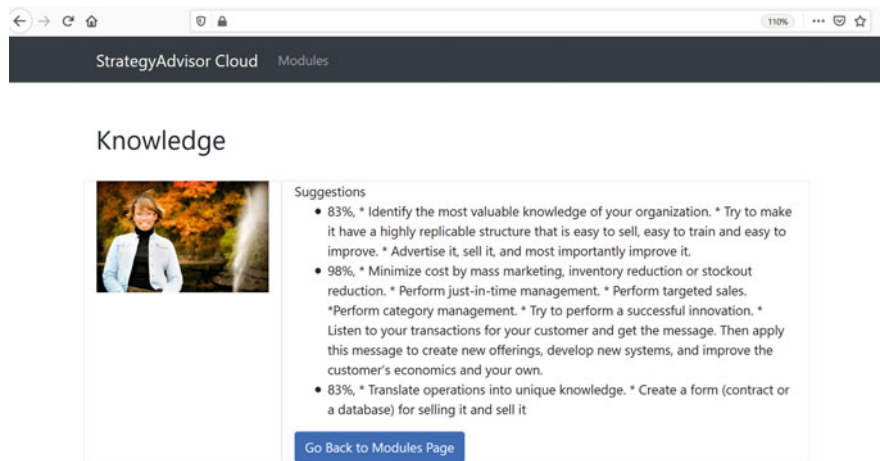 110%
StrategyAdvisor Cloud Modules
Knowledge
Suggestions
• 83%, * Identify the most valuable knowledge of your organization. * Try to make
it have a highly replicable structure that is easy to sell, easy to train and easy to
improve. * Advertise it, sell it, and most importantly improve it.
• 98%, * Minimize cost by mass marketing, inventory reduction or stockout
reduction. * Perform just-in-time management. * Perform targeted sales.
*Perform category management. * Try to perform a successful innovation. *
Listen to your transactions for your customer and get the message. Then apply
this message to create new offerings, develop new systems, and improve the
customer's economics and your own.
• 83%, * Translate operations into unique knowledge. * Create a form (contract or
a database) for selling it and sell it
Go Back to Modules Page